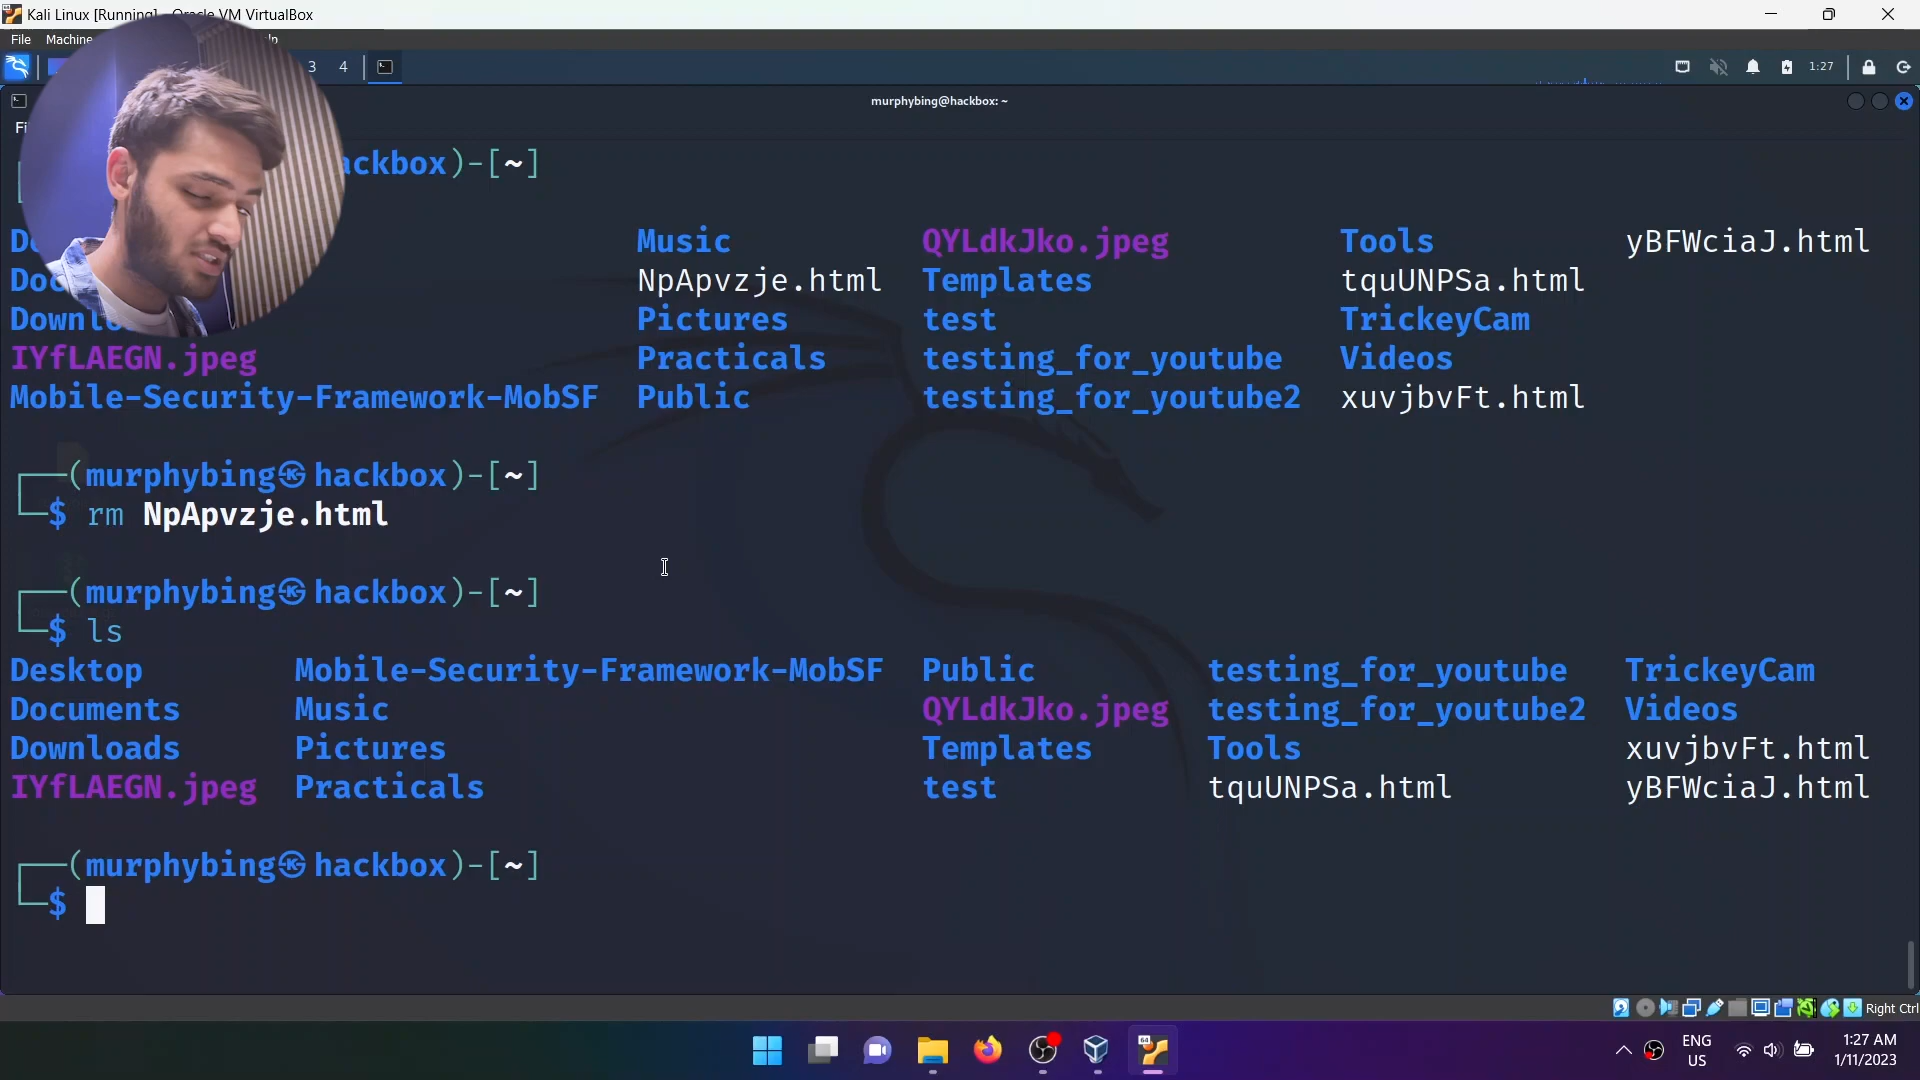 Kali Linux [Running] - Oracle VM VirtualBox
File Machine
3 4 1:27
murphybing@hackbox: ~
ackbox)-[~]
Music QYLdkJko.jpeg Tools yBFWciaJ.html
NpApvzje.html Templates tquUNPSa.html
Pictures test TrickeyCam
IYfLAEGN.jpeg Practicals testing_for_youtube Videos
Mobile-Security-Framework-MobSF Public testing_for_youtube2 xuvjbvFt.html
(murphybing㉿hackbox)-[~]
$ rm NpApvzje.html
(murphybing㉿hackbox)-[~]
$ ls
Desktop Mobile-Security-Framework-MobSF Public testing_for_youtube TrickeyCam
Documents Music QYLdkJko.jpeg testing_for_youtube2 Videos
Downloads Pictures Templates Tools xuvjbvFt.html
IYfLAEGN.jpeg Practicals test tquUNPSa.html yBFWciaJ.html
(murphybing㉿hackbox)-[~]
$
Right Ctrl
64
ENG 1:27 AM
US 1/11/2023